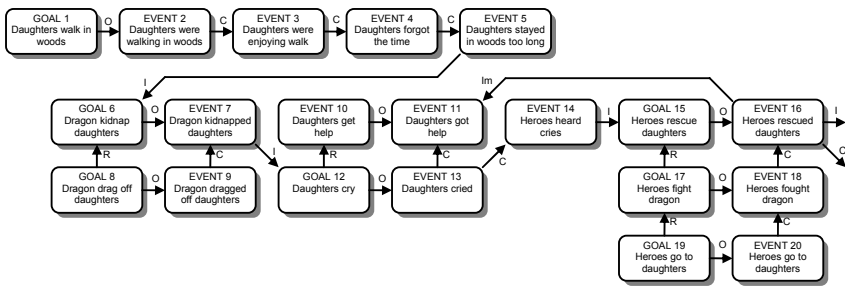 GOAL 1
Daughters walk in
woods
O
EVENT 2
Daughters were
walking in woods
C
EVENT 3
Daughters were
enjoying walk
C
EVENT 4
Daughters forgot
the time
C
EVENT 5
Daughters stayed
in woods too long
I
Im
GOAL 6
Dragon kidnap
daughters
O
EVENT 7
Dragon kidnapped
daughters
EVENT 10
Daughters get
help
O
EVENT 11
Daughters got
help
EVENT 14
Heroes heard
cries
I
GOAL 15
Heroes rescue
daughters
O
EVENT 16
Heroes rescued
daughters
I
R
C
I
R
C
C
R
C
C
GOAL 8
Dragon drag off
daughters
O
EVENT 9
Dragon dragged
off daughters
GOAL 12
Daughters cry
O
EVENT 13
Daughters cried
GOAL 17
Heroes fight
dragon
O
EVENT 18
Heroes fought
dragon
R
C
GOAL 19
Heroes go to
daughters
O
EVENT 20
Heroes go to
daughters